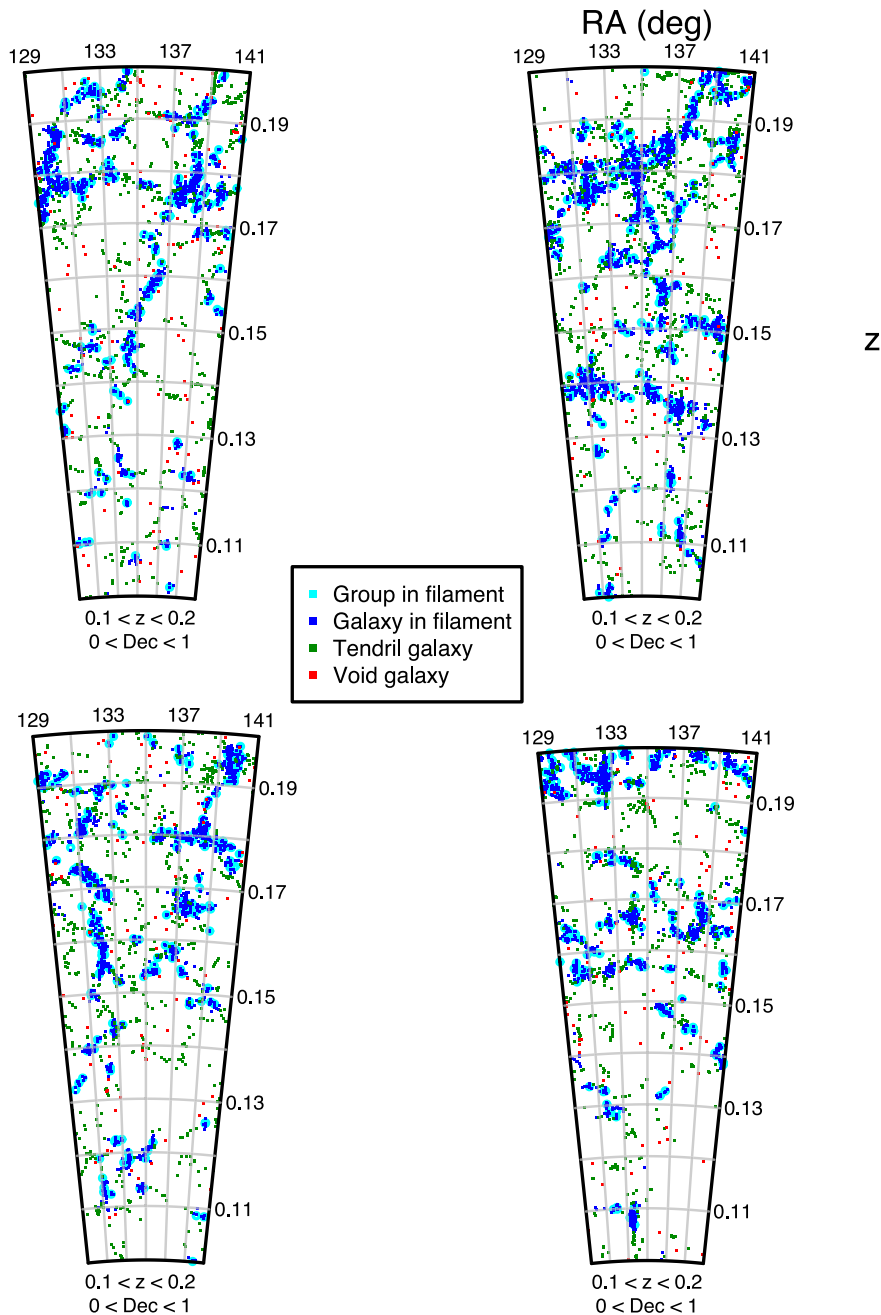 RA (deg)
129 133 137 141
129 133 137 141
0.19
0.19
0.17
0.17
0.15
0.15
z
0.13
0.13
0.11
0.11
0.1 < z < 0.2
0 < Dec < 1
0.1 < z < 0.2
0 < Dec < 1
Group in filament
Galaxy in filament
Tendril galaxy
Void galaxy
129 133 137 141
129 133 137 141
0.19
0.19
0.17
0.17
0.15
0.15
0.13
0.13
0.11
0.11
0.1 < z < 0.2
0 < Dec < 1
0.1 < z < 0.2
0 < Dec < 1